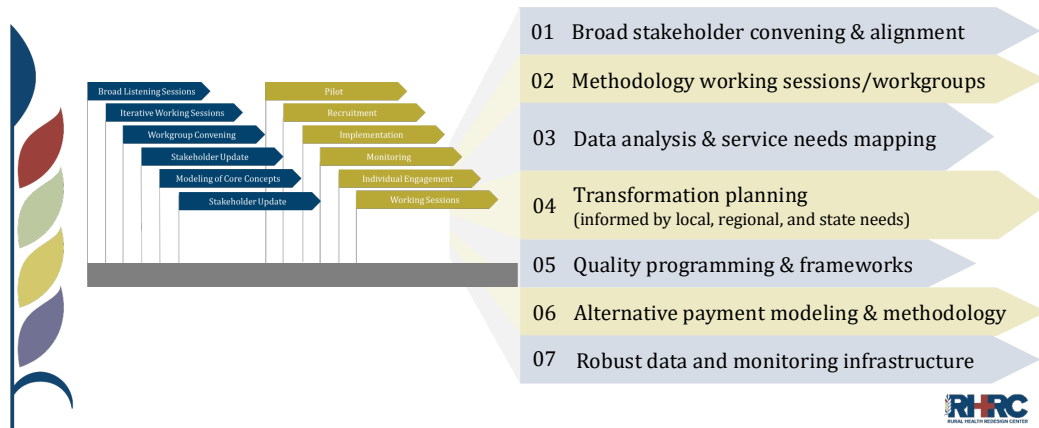 Broad Listening Sessions
Iterative Working Sessions
Workgroup Convening
Stakeholder Update
Modeling of Core Concepts
Stakeholder Update
Pilot
Recruitment
Implementation
Monitoring
Individual Engagement
Working Sessions
01 Broad stakeholder convening & alignment
02 Methodology working sessions/workgroups
03 Data analysis & service needs mapping
04 Transformation planning
(informed by local, regional, and state needs)
05 Quality programming & frameworks
06 Alternative payment modeling & methodology
07 Robust data and monitoring infrastructure
RHRC
RURAL HEALTH REDESIGN CENTER